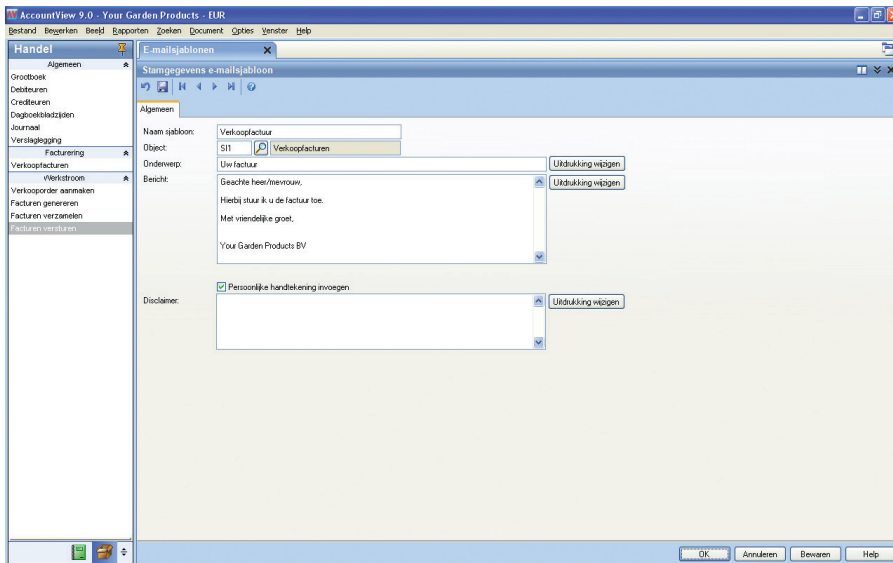 AccountView 9.0 - Your Garden Products - EUR
Bestand Bewerken Beeld Rapporten Zoeken Document Opties Venster Help
Handel
Algemeen
Grootboek
Debiteuren
Crediteuren
Dagboekbladzijden
Journaal
Verslaglegging
Facturering
Verkoopfacturen
Werkstroom
Verkooporder aanmaken
Facturen genereren
Facturen verzamelen
Facturen versturen
E-mailsjablonen
Stamgegevens e-mailsjabloon
Algemeen
Naam sjabloon: Verkoopfactuur
Object: SI1 Verkoopfacturen
Onderwerp: Uw factuur Uitdrukking wijzigen
Bericht: Geachte heer/mevrouw, Uitdrukking wijzigen
Hierbij stuur ik u de factuur toe.
Met vriendelijke groet,
Your Garden Products BV
Persoonlijke handtekening invoegen
Disclaimer: Uitdrukking wijzigen
OK Annuleren Bewaren Help